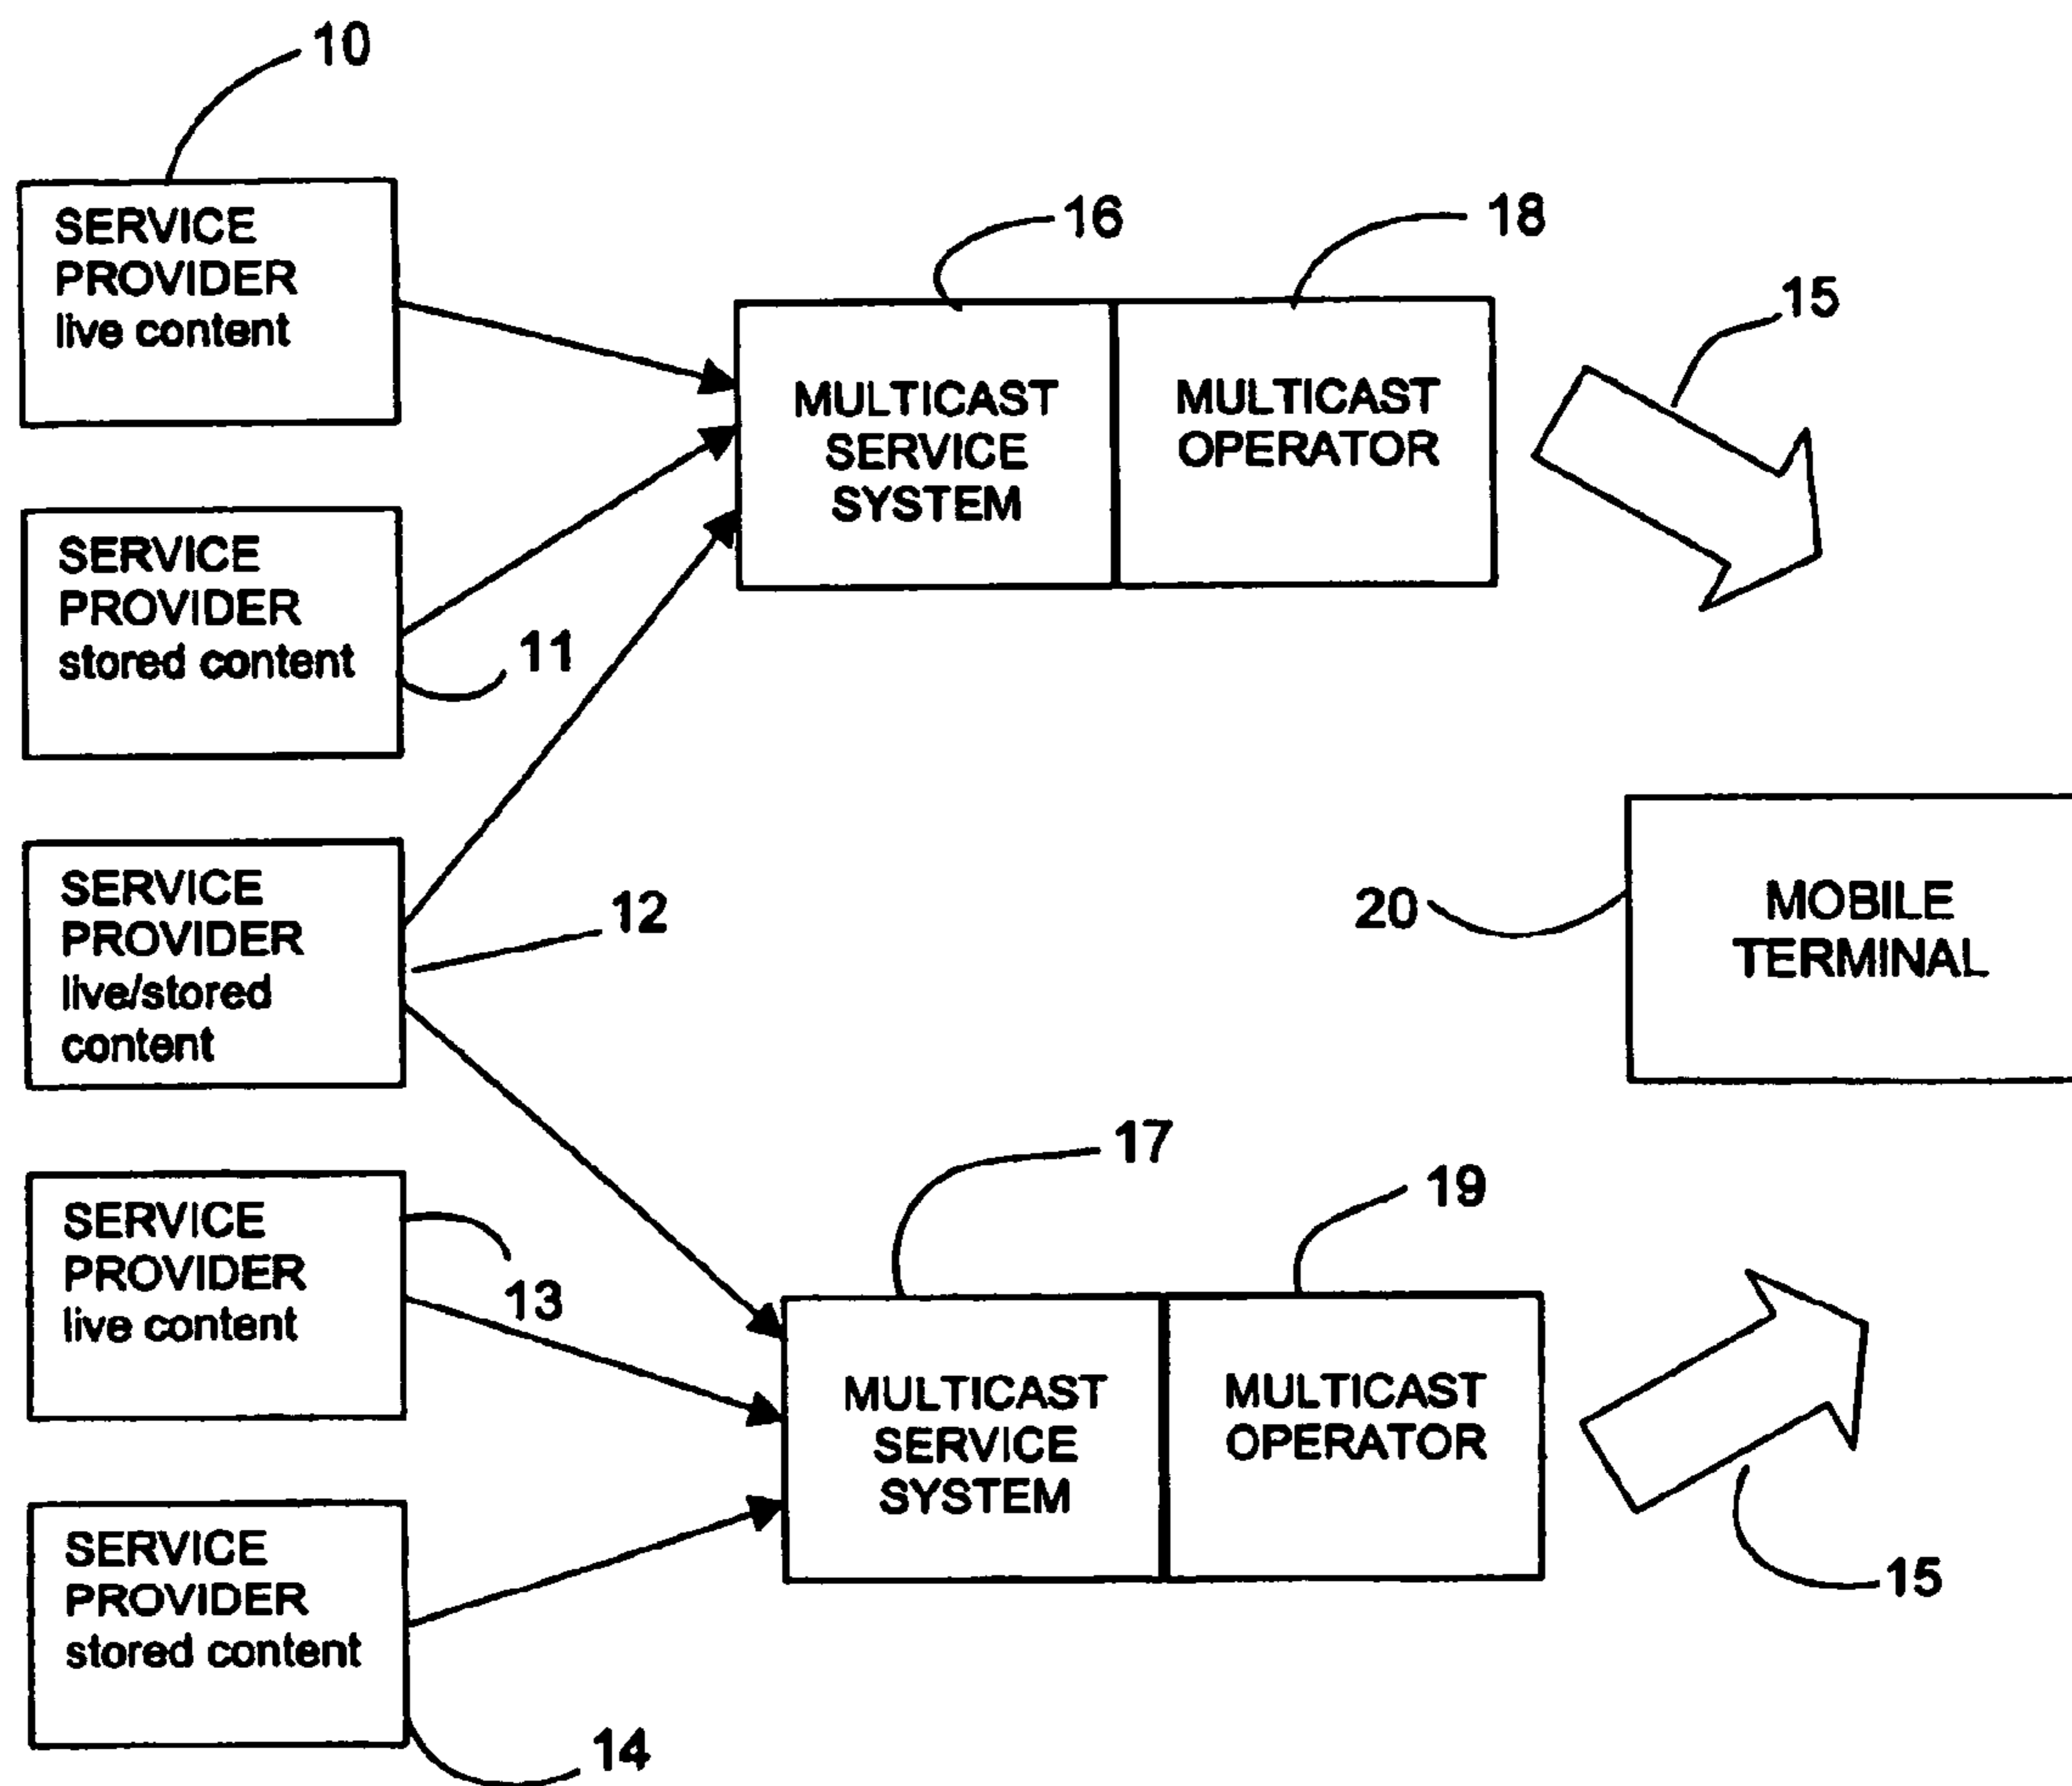 10
SERVICE
PROVIDER
live content
16
18
15
MULTICAST
SERVICE
SYSTEM
MULTICAST
OPERATOR
SERVICE
PROVIDER
stored content
11
SERVICE
PROVIDER
live/stored
content
12
20
MOBILE
TERMINAL
SERVICE
PROVIDER
live content
13
17
19
MULTICAST
SERVICE
SYSTEM
MULTICAST
OPERATOR
15
SERVICE
PROVIDER
stored content
14